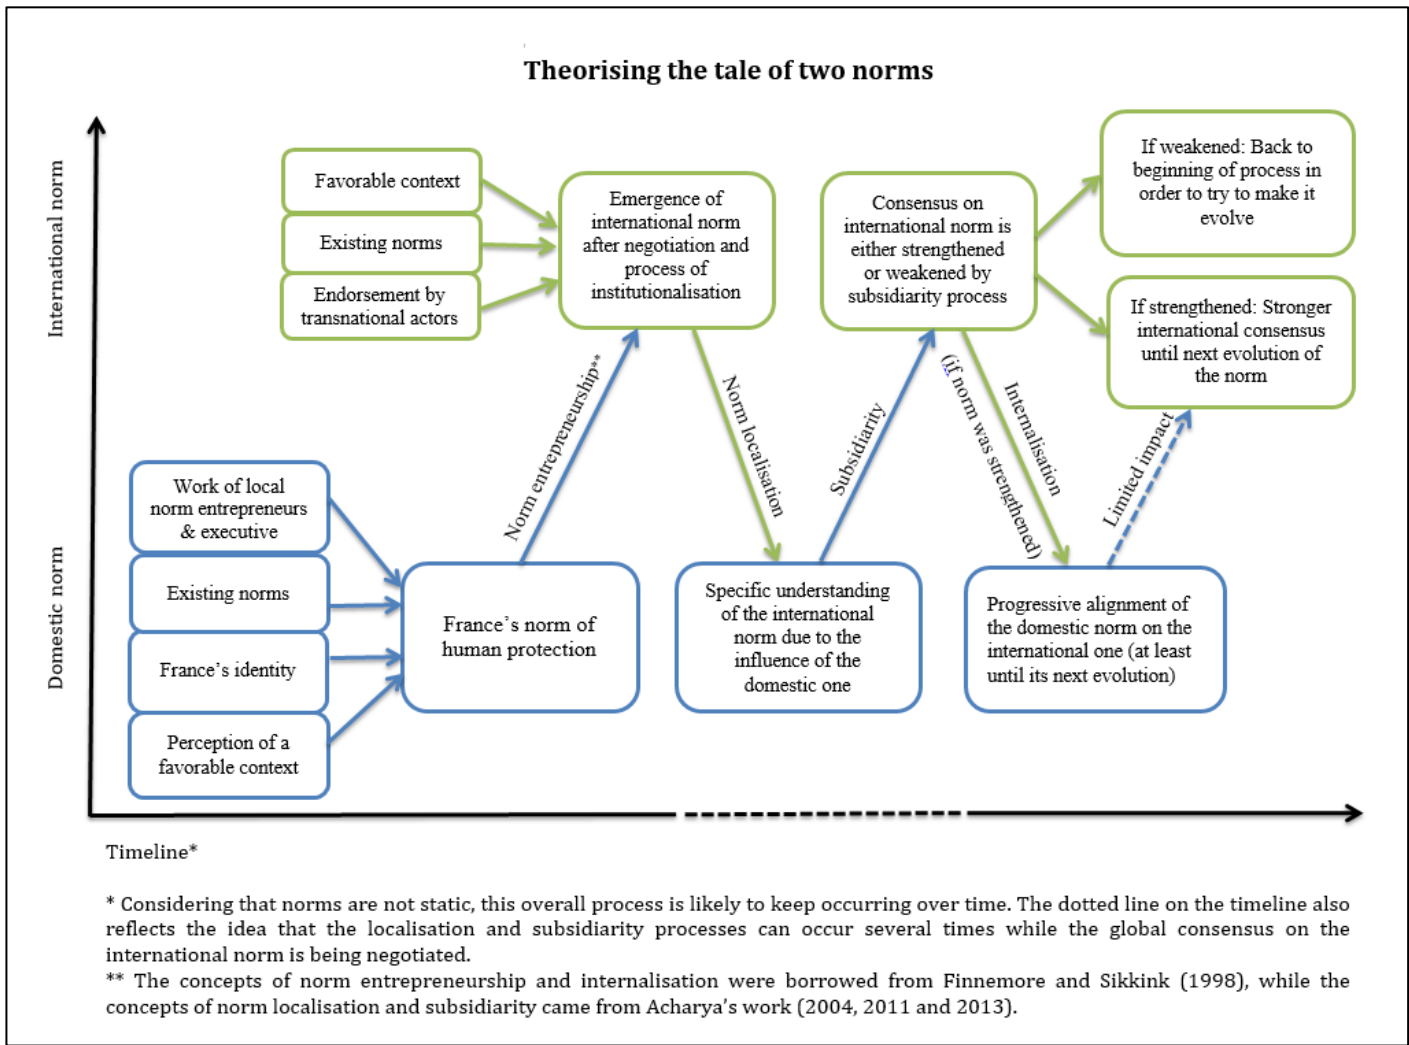 Theorising the tale of two norms
International norm
Domestic norm
Favorable context
Existing norms
Endorsement by
transnational actors
Emergence of
international norm
after negotiation and
process of
institutionalisation
Consensus on
international norm is
either strengthened
or weakened by
subsidiarity process
If weakened: Back to
beginning of process in
order to try to make it
evolve
If strengthened: Stronger
international consensus
until next evolution of
the norm
Norm entrepreneurship**
Norm localisation
Subsidiarity
(if norm was strengthened)
Internalisation
Limited impact
Work of local
norm entrepreneurs
& executive
Existing norms
France's identity
Perception of a
favorable context
France's norm of
human protection
Specific understanding
of the international
norm due to the
influence of the
domestic one
Progressive alignment of
the domestic norm on the
international one (at least
until its next evolution)
Timeline*
* Considering that norms are not static, this overall process is likely to keep occurring over time. The dotted line on the timeline also
reflects the idea that the localisation and subsidiarity processes can occur several times while the global consensus on the
international norm is being negotiated.
** The concepts of norm entrepreneurship and internalisation were borrowed from Finnemore and Sikkink (1998), while the
concepts of norm localisation and subsidiarity came from Acharya's work (2004, 2011 and 2013).